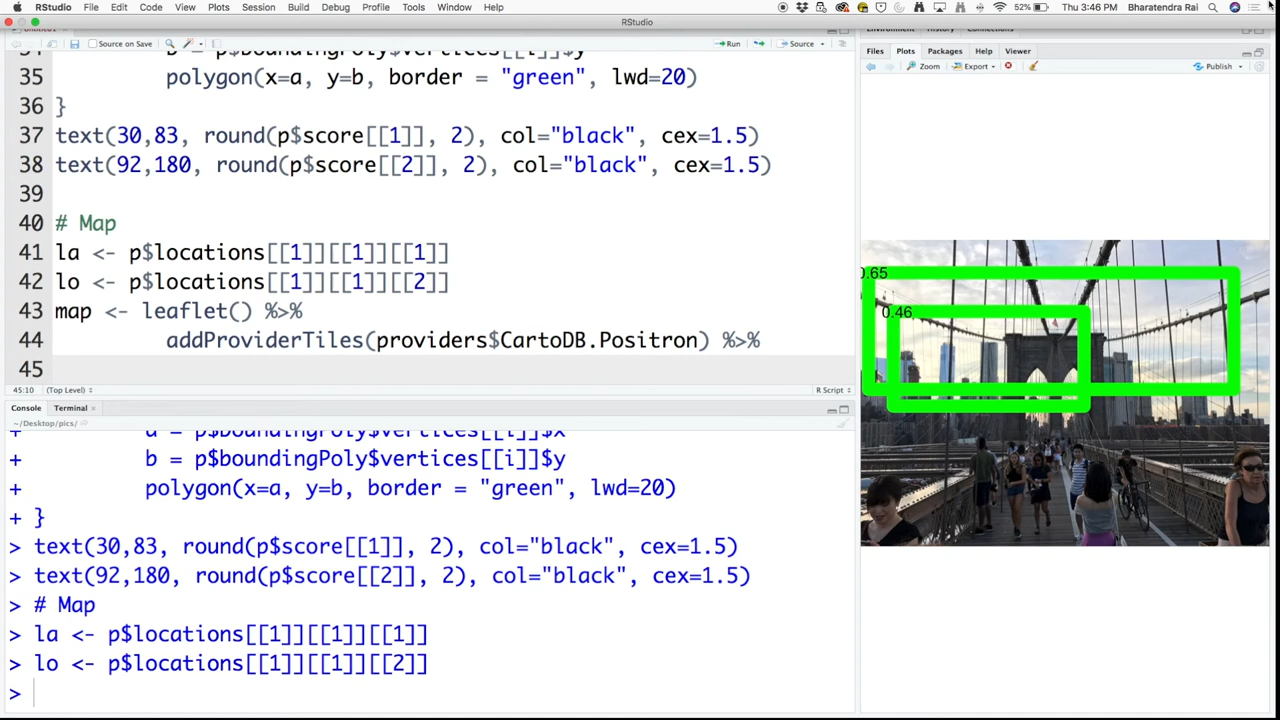 RStudio File Edit Code View Plots Session Build Debug Profile Tools Window Help 52% Thu 3:46 PM Bharatendra Rai
RStudio
Source on Save Run Source
35 polygon(x=a, y=b, border = "green", lwd=20)
36 }
37 text(30,83, round(p$score[[1]], 2), col="black", cex=1.5)
38 text(92,180, round(p$score[[2]], 2), col="black", cex=1.5)
39
40 # Map
41 la <- p$locations[[1]][[1]][[1]]
42 lo <- p$locations[[1]][[1]][[2]]
43 map <- leaflet() %>%
44 addProviderTiles(providers$CartoDB.Positron) %>%
45
45:10 (Top Level) R Script
Console Terminal
~/Desktop/pics/
+ a = p$boundingPoly$vertices[[i]]$x
+ b = p$boundingPoly$vertices[[i]]$y
+ polygon(x=a, y=b, border = "green", lwd=20)
+ }
> text(30,83, round(p$score[[1]], 2), col="black", cex=1.5)
> text(92,180, round(p$score[[2]], 2), col="black", cex=1.5)
> # Map
> la <- p$locations[[1]][[1]][[1]]
> lo <- p$locations[[1]][[1]][[2]]
>
Files Plots Packages Help Viewer
Zoom Export Publish
0.65
0.46